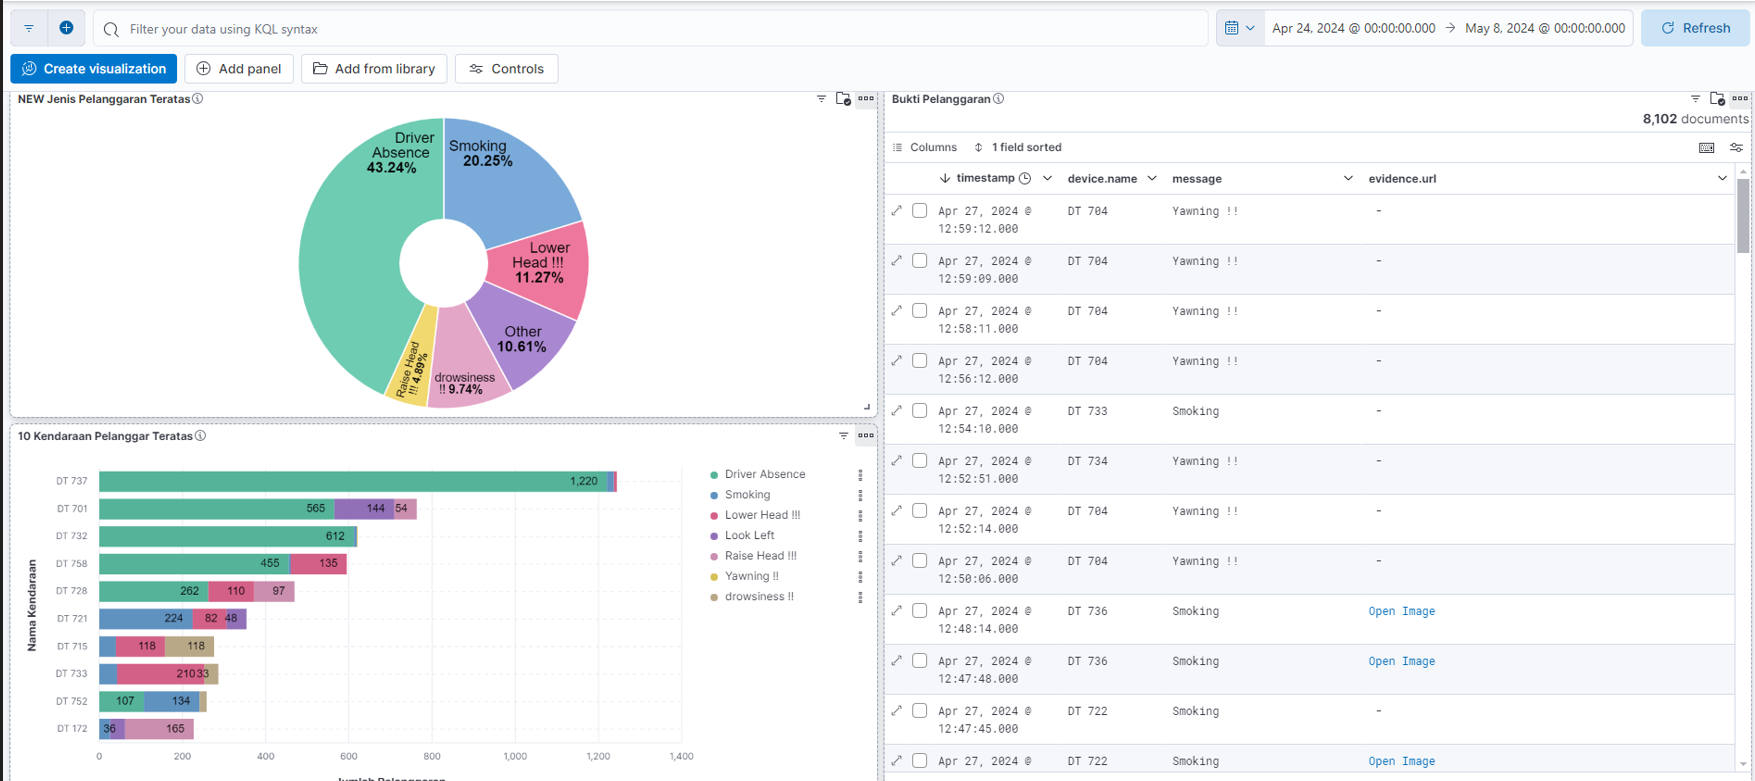 Filter your data using KQL syntax
Apr 24, 2024 @ 00:00:00.000 → May 8, 2024 @ 00:00:00.000
Refresh
Create visualization
Add panel
Add from library
Controls
NEW Jenis Pelanggaran Teratas
Driver
Absence
43.24%
Smoking
20.25%
Lower
Head !!!
11.27%
Other
10.61%
drowsiness
!! 9.74%
Raise Head
!!! 4.89%
10 Kendaraan Pelanggar Teratas
Nama Kendaraan
DT 737 1,220
DT 701 565 144 54
DT 732 612
DT 758 455 135
DT 728 262 110 97
DT 721 224 82 48
DT 715 118 118
DT 733 210 33
DT 752 107 134
DT 172 36 165
0 200 400 600 800 1,000 1,200 1,400
Jumlah Pelanggaran
Driver Absence
Smoking
Lower Head !!!
Look Left
Raise Head !!!
Yawning !!
drowsiness !!
Bukti Pelanggaran
8,102 documents
Columns 1 field sorted
timestamp device.name message evidence.url
Apr 27, 2024 @ DT 704 Yawning !! -
12:59:12.000
Apr 27, 2024 @ DT 704 Yawning !! -
12:59:09.000
Apr 27, 2024 @ DT 704 Yawning !! -
12:58:11.000
Apr 27, 2024 @ DT 704 Yawning !! -
12:56:12.000
Apr 27, 2024 @ DT 733 Smoking -
12:54:10.000
Apr 27, 2024 @ DT 734 Yawning !! -
12:52:51.000
Apr 27, 2024 @ DT 704 Yawning !! -
12:52:14.000
Apr 27, 2024 @ DT 704 Yawning !! -
12:50:06.000
Apr 27, 2024 @ DT 736 Smoking Open Image
12:48:14.000
Apr 27, 2024 @ DT 736 Smoking Open Image
12:47:48.000
Apr 27, 2024 @ DT 722 Smoking -
12:47:45.000
Apr 27, 2024 @ DT 722 Smoking Open Image